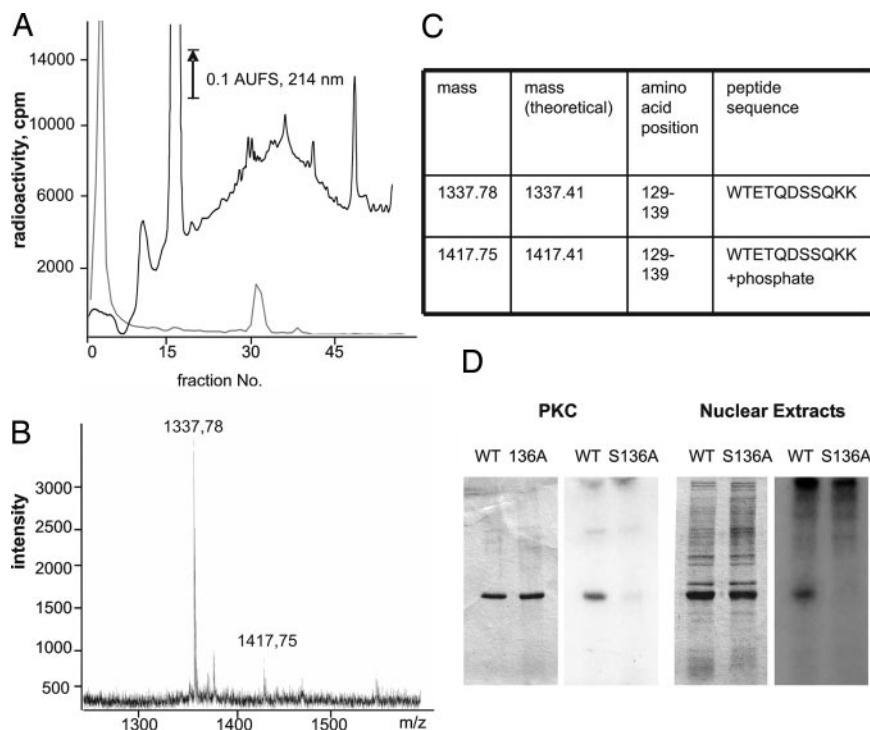 A
14000
10000
6000
2000
radioactivity, cpm
0.1 AUFS, 214 nm
0 15 30 45
fraction No.
B
1337,78
1417,75
3000
2500
2000
1500
1000
500
intensity
1300 1400 1500 m/z
C
mass
mass
(theoretical)
amino
acid
position
peptide
sequence
1337.78
1337.41
129-
139
WTETQDSSQKK
1417.75
1417.41
129-
139
WTETQDSSQKK
+phosphate
D
PKC
WT 136A WT S136A
Nuclear Extracts
WT S136A WT S136A